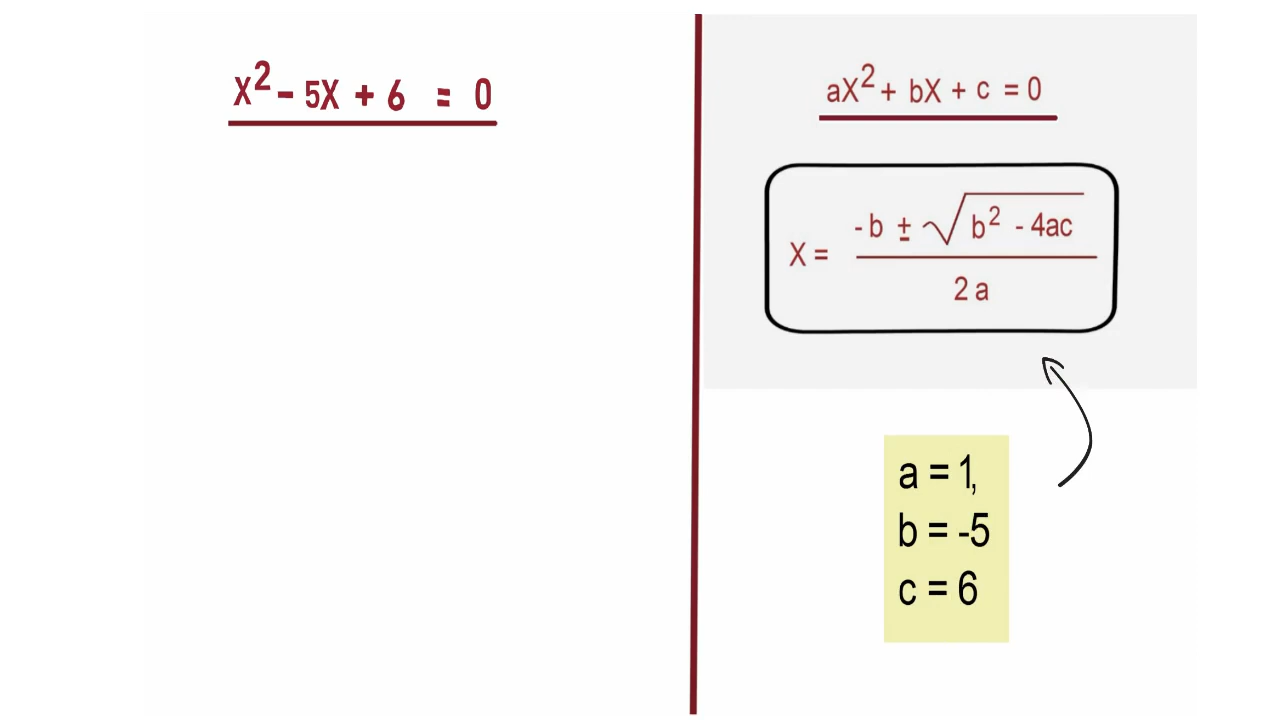 X² - 5X + 6 = 0
aX² + bX + c = 0
X = -b ± √b² - 4ac / 2a
a = 1,
b = -5
c = 6